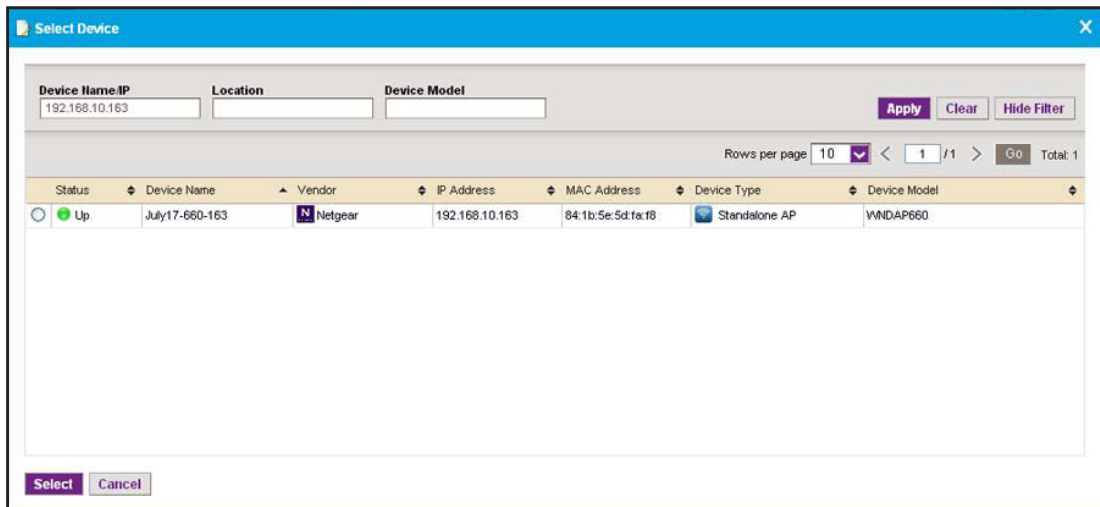 Select Device X
Device Name/IP Location Device Model
192.168.10.163
Apply Clear Hide Filter
Rows per page 10 < 1 /1 > Go Total: 1
Status Device Name Vendor IP Address MAC Address Device Type Device Model
Up July17-660-163 N Netgear 192.168.10.163 84:1b:5e:5d:fa:f8 Standalone AP WNDAP660
Select Cancel